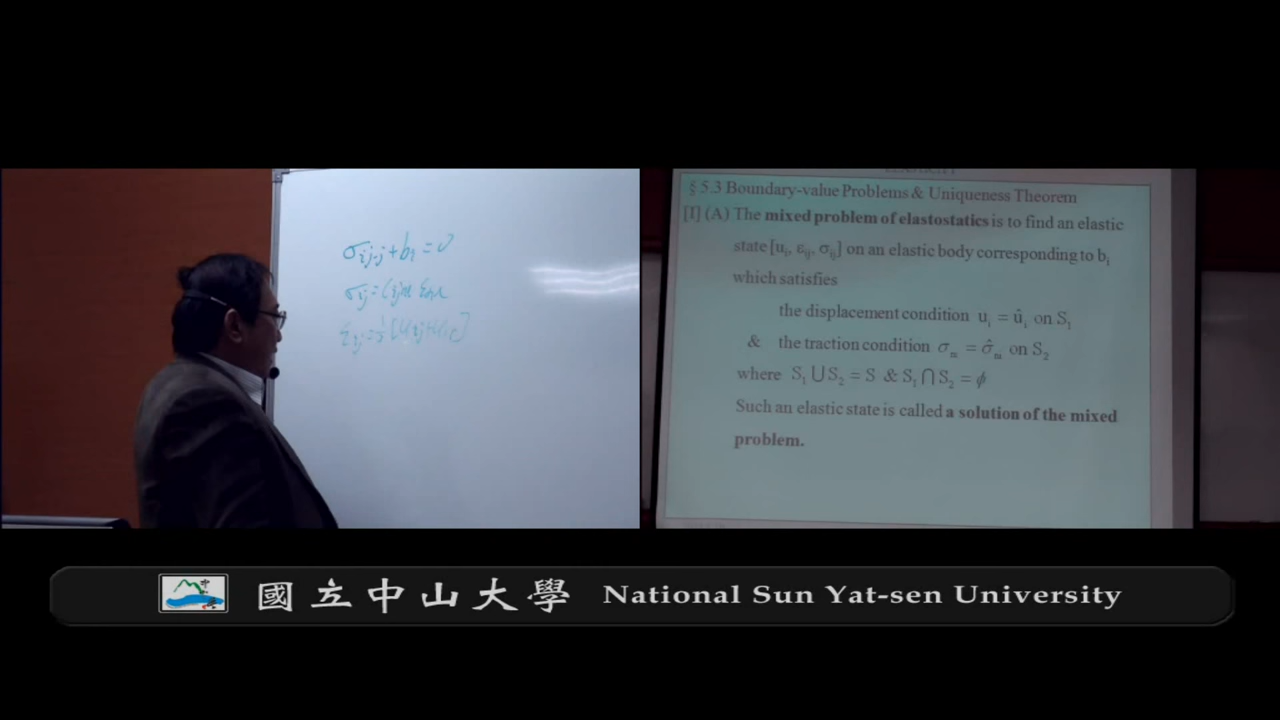 σij,j + bi = 0
σij = Cijkl εkl
εij = 1/2 [ui,j + uj,i]
§ 5.3 Boundary-value Problems & Uniqueness Theorem
[I] (A) The mixed problem of elastostatics is to find an elastic
state [ui, εij, σij] on an elastic body corresponding to bi
which satisfies
the displacement condition ui = ûi on S1
& the traction condition σni = σ̂ni on S2
where S1 ⋃ S2 = S & S1 ⋂ S2 = ϕ
Such an elastic state is called a solution of the mixed
problem.
國立中山大學 National Sun Yat-sen University